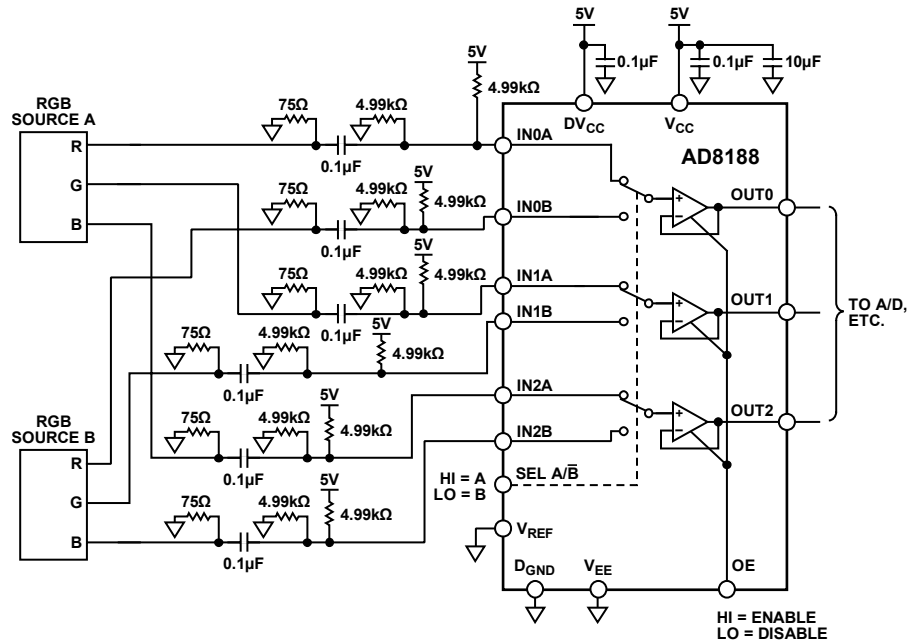 5V
5V
0.1µF
0.1µF
10µF
5V
4.99kΩ
RGB
SOURCE A
R
G
B
75Ω
4.99kΩ
0.1µF
DVCC
VCC
AD8188
IN0A
OUT0
5V
75Ω
4.99kΩ
4.99kΩ
0.1µF
IN0B
5V
75Ω
4.99kΩ
4.99kΩ
0.1µF
IN1A
OUT1
TO A/D,
ETC.
IN1B
5V
75Ω
4.99kΩ
4.99kΩ
0.1µF
5V
75Ω
4.99kΩ
4.99kΩ
0.1µF
IN2A
OUT2
IN2B
RGB
SOURCE B
R
G
B
5V
75Ω
4.99kΩ
4.99kΩ
0.1µF
HI = A
LO = B
SEL A/B̅
VREF
DGND
VEE
OE
HI = ENABLE
LO = DISABLE
+
–
+
–
+
–